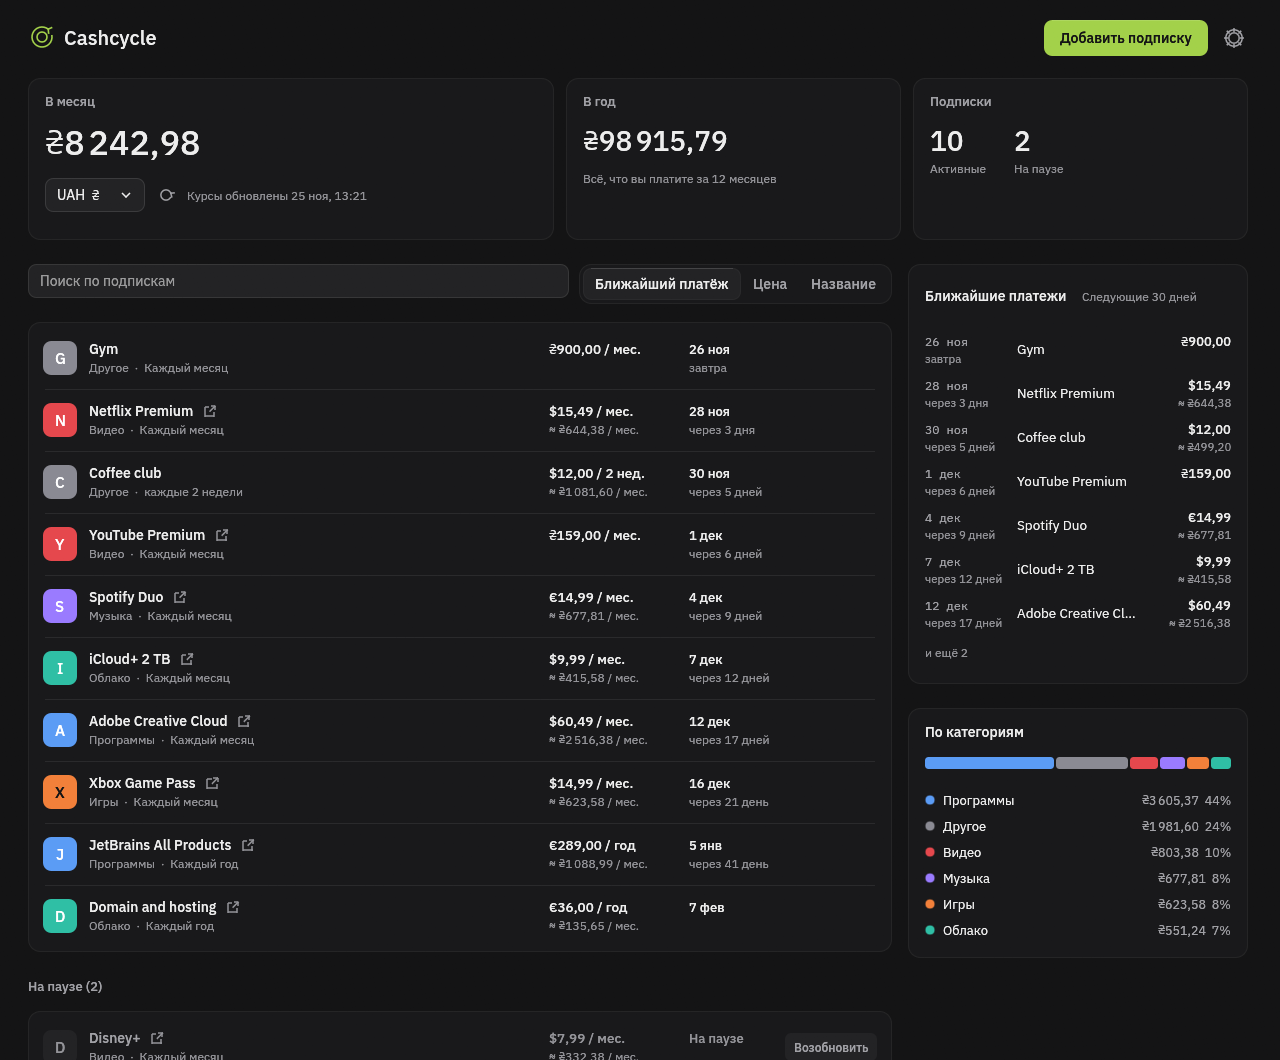 Cashcycle
Добавить подписку
В месяц
₴8 242,98
UAH ₴
Курсы обновлены 25 ноя, 13:21
В год
₴98 915,79
Всё, что вы платите за 12 месяцев
Подписки
10 2
Активные На паузе
Поиск по подпискам
Ближайший платёж Цена Название
G Gym ₴900,00 / мес. 26 ноя
Другое · Каждый месяц завтра
N Netflix Premium $15,49 / мес. 28 ноя
Видео · Каждый месяц ≈ ₴644,38 / мес. через 3 дня
C Coffee club $12,00 / 2 нед. 30 ноя
Другое · каждые 2 недели ≈ ₴1 081,60 / мес. через 5 дней
Y YouTube Premium ₴159,00 / мес. 1 дек
Видео · Каждый месяц через 6 дней
S Spotify Duo €14,99 / мес. 4 дек
Музыка · Каждый месяц ≈ ₴677,81 / мес. через 9 дней
I iCloud+ 2 TB $9,99 / мес. 7 дек
Облако · Каждый месяц ≈ ₴415,58 / мес. через 12 дней
A Adobe Creative Cloud $60,49 / мес. 12 дек
Программы · Каждый месяц ≈ ₴2 516,38 / мес. через 17 дней
X Xbox Game Pass $14,99 / мес. 16 дек
Игры · Каждый месяц ≈ ₴623,58 / мес. через 21 день
J JetBrains All Products €289,00 / год 5 янв
Программы · Каждый год ≈ ₴1 088,99 / мес. через 41 день
D Domain and hosting €36,00 / год 7 фев
Облако · Каждый год ≈ ₴135,65 / мес.
На паузе (2)
D Disney+ $7,99 / мес. На паузе Возобновить
Видео · Каждый месяц ≈ ₴332,38 / мес.
Ближайшие платежи Следующие 30 дней
26 ноя Gym ₴900,00
завтра
28 ноя Netflix Premium $15,49
через 3 дня ≈ ₴644,38
30 ноя Coffee club $12,00
через 5 дней ≈ ₴499,20
1 дек YouTube Premium ₴159,00
через 6 дней
4 дек Spotify Duo €14,99
через 9 дней ≈ ₴677,81
7 дек iCloud+ 2 TB $9,99
через 12 дней ≈ ₴415,58
12 дек Adobe Creative Cl... $60,49
через 17 дней ≈ ₴2 516,38
и ещё 2
По категориям
Программы ₴3 605,37 44%
Другое ₴1 981,60 24%
Видео ₴803,38 10%
Музыка ₴677,81 8%
Игры ₴623,58 8%
Облако ₴551,24 7%